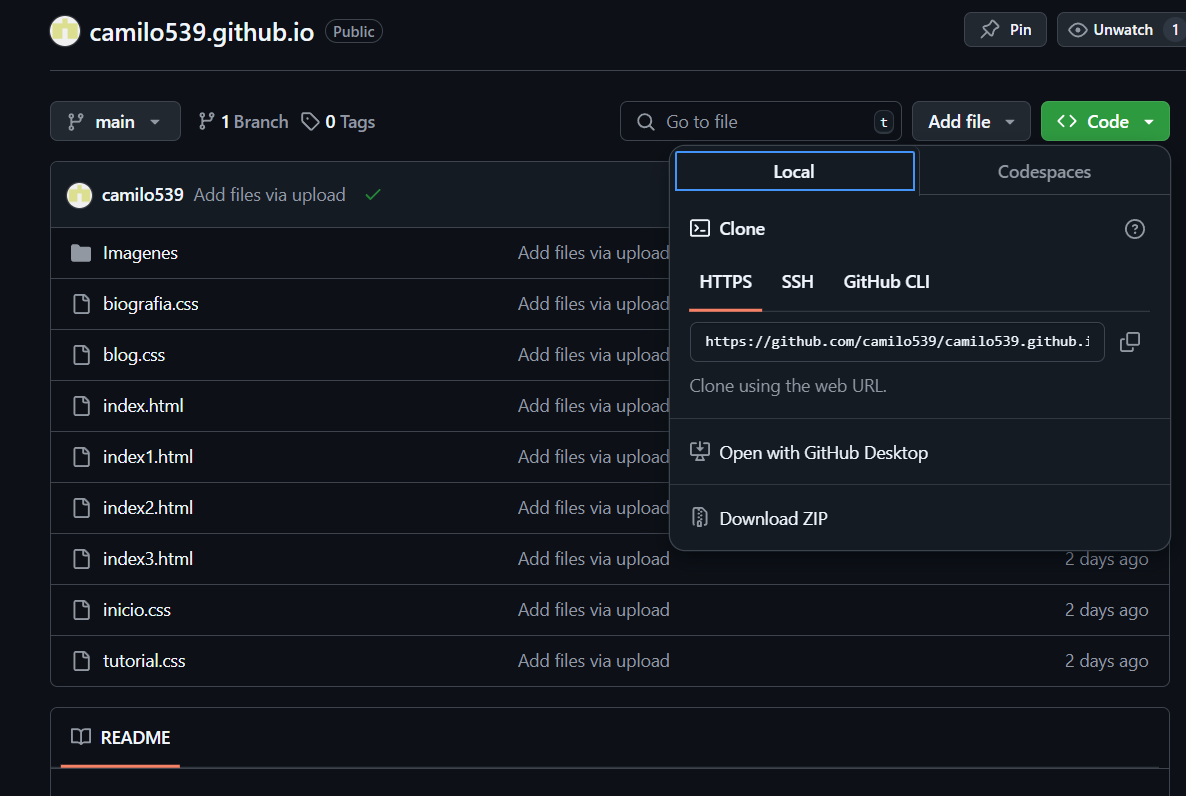 camilo539.github.io Public Pin Unwatch 1
main 1 Branch 0 Tags Go to file t Add file Code
Local Codespaces
camilo539 Add files via upload
Clone
Imagenes Add files via upload
HTTPS SSH GitHub CLI
biografia.css Add files via upload
https://github.com/camilo539/camilo539.github.i
blog.css Add files via upload
Clone using the web URL.
index.html Add files via upload
index1.html Add files via upload
Open with GitHub Desktop
index2.html Add files via upload
Download ZIP
index3.html Add files via upload 2 days ago
inicio.css Add files via upload 2 days ago
tutorial.css Add files via upload 2 days ago
README